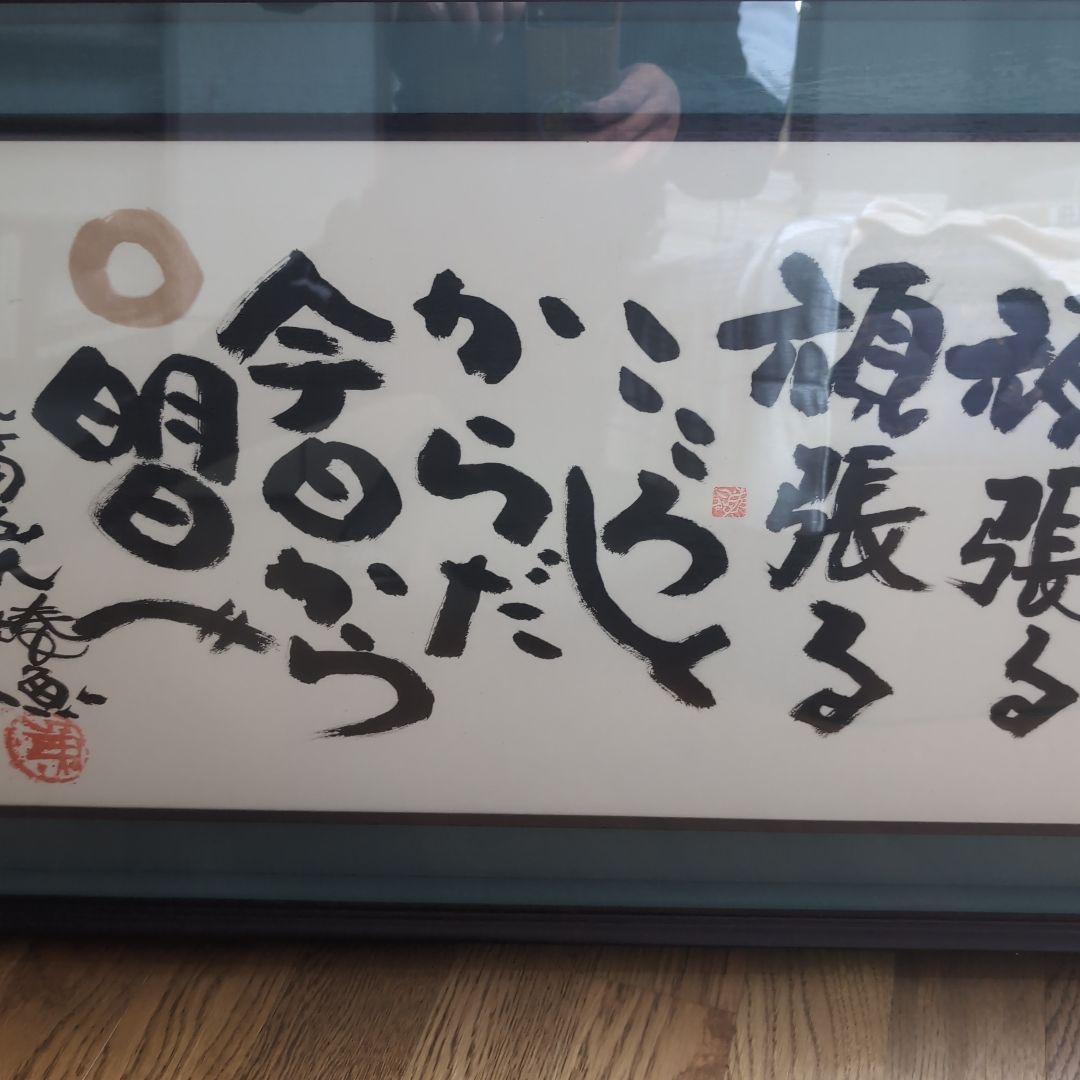 頑張る
頑張る
こころと
からだ
今日から
明日へ